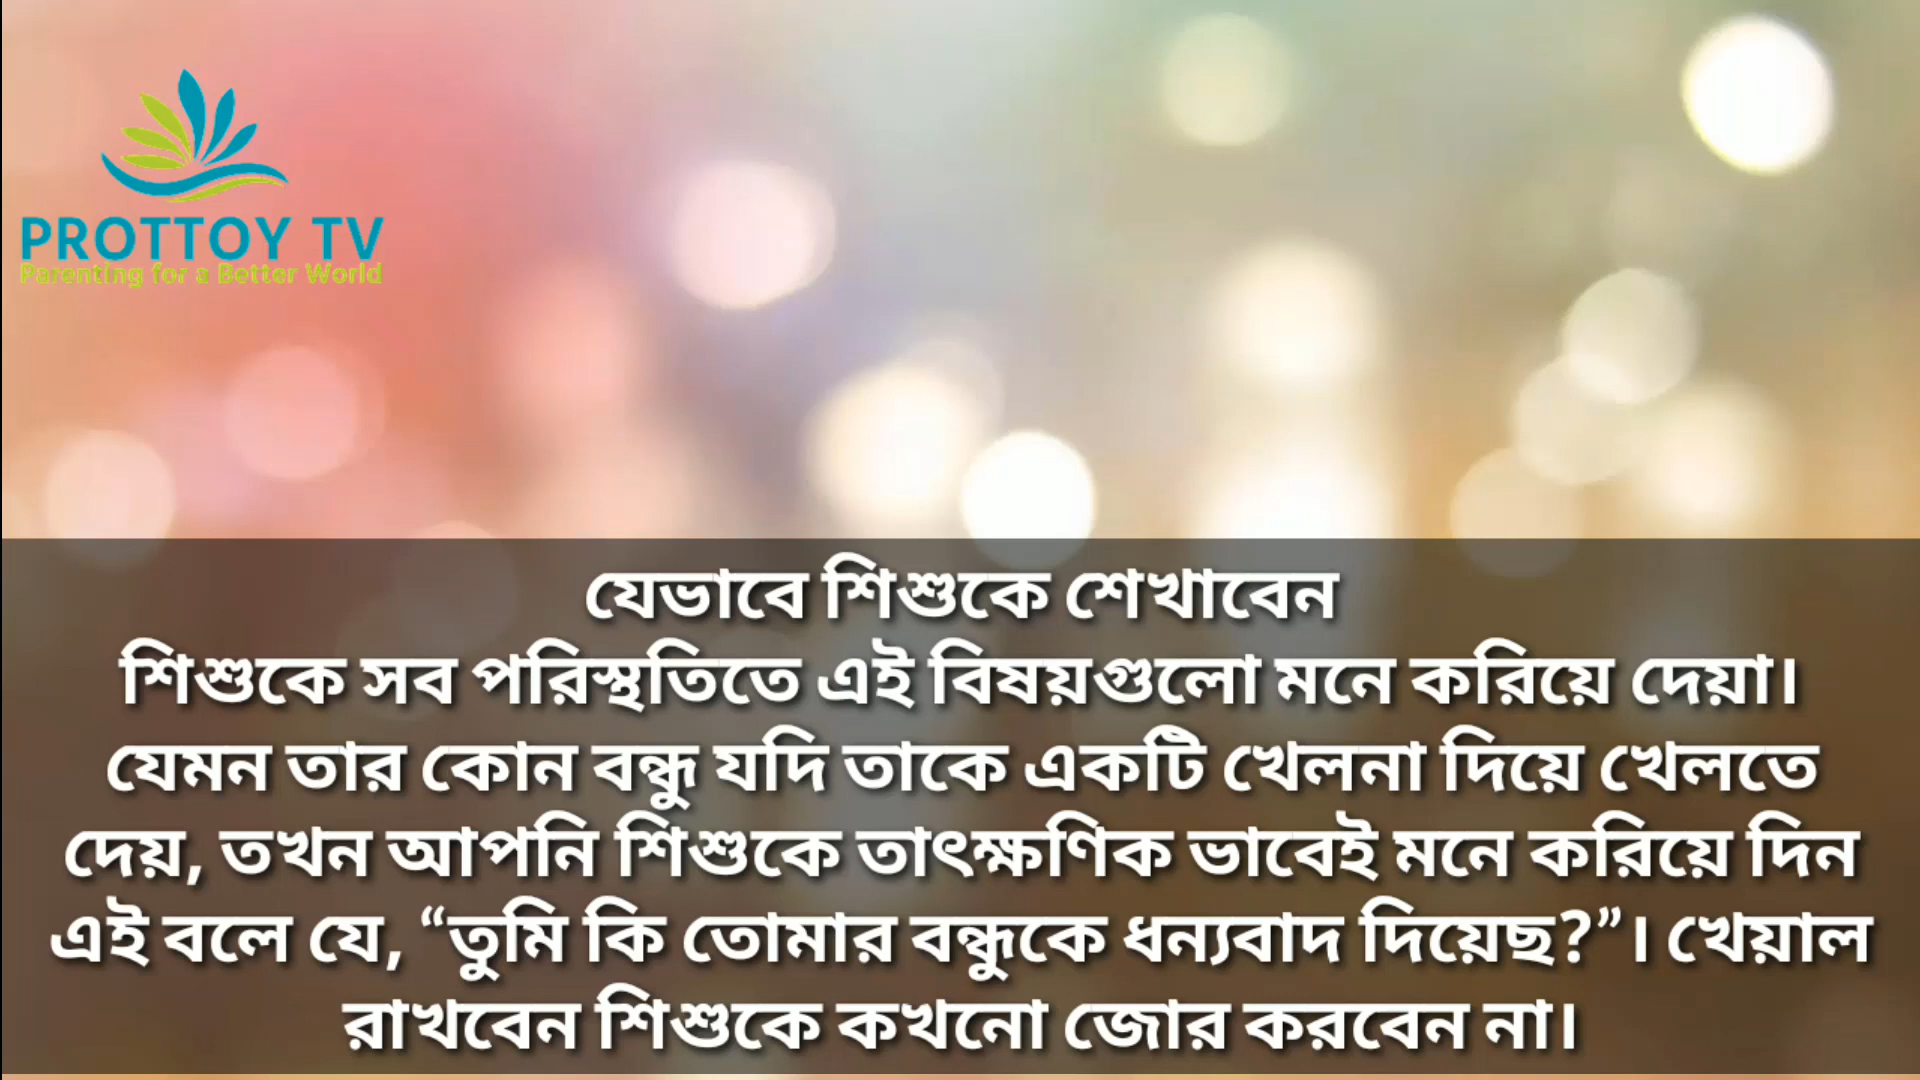 PROTTOY TV
Parenting for a Better World
যেভাবে শিশুকে শেখাবেন
শিশুকে সব পরিস্থতিতে এই বিষয়গুলো মনে করিয়ে দেয়া।
যেমন তার কোন বন্ধু যদি তাকে একটি খেলনা দিয়ে খেলতে
দেয়, তখন আপনি শিশুকে তাৎক্ষণিক ভাবেই মনে করিয়ে দিন
এই বলে যে, “তুমি কি তোমার বন্ধুকে ধন্যবাদ দিয়েছ?”। খেয়াল
রাখবেন শিশুকে কখনো জোর করবেন না।